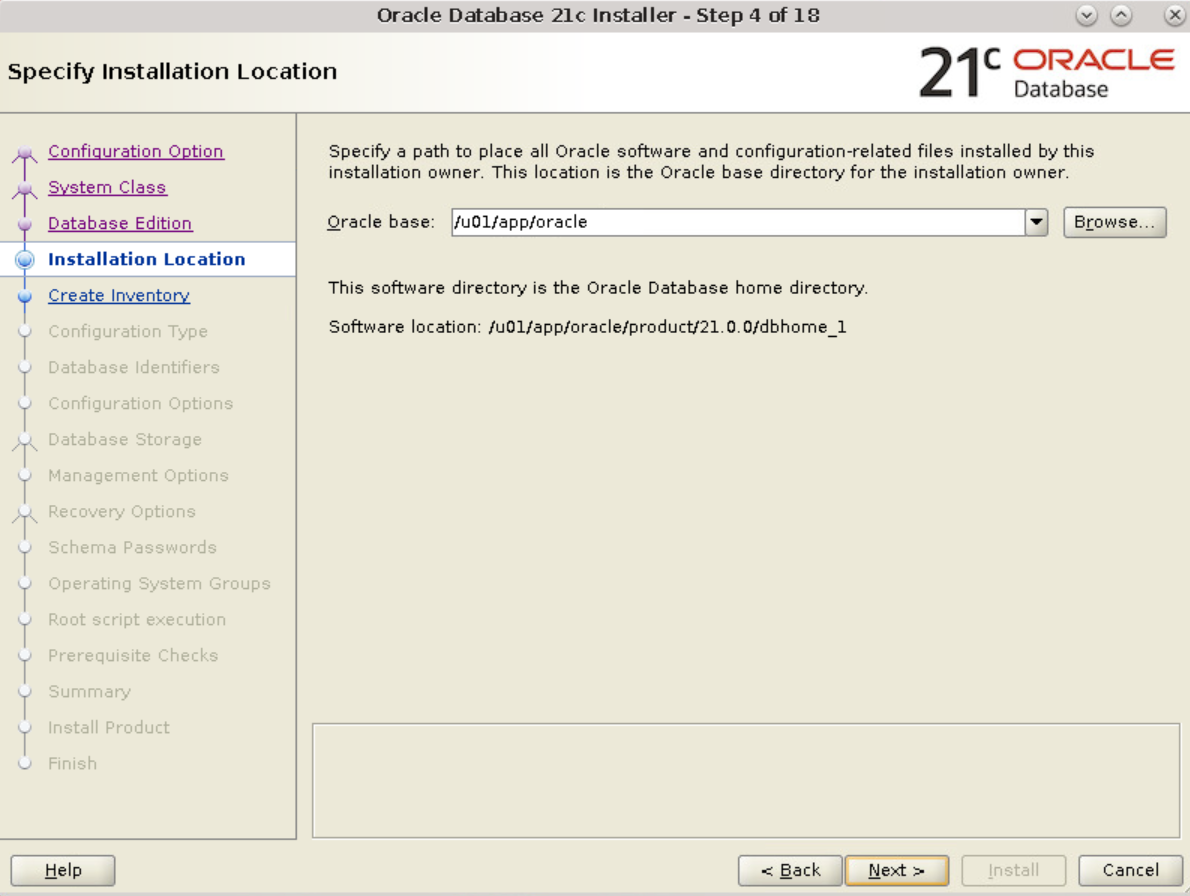 Oracle Database 21c Installer - Step 4 of 18
Specify Installation Location
21c ORACLE
Database
Configuration Option
System Class
Database Edition
Installation Location
Create Inventory
Configuration Type
Database Identifiers
Configuration Options
Database Storage
Management Options
Recovery Options
Schema Passwords
Operating System Groups
Root script execution
Prerequisite Checks
Summary
Install Product
Finish
Specify a path to place all Oracle software and configuration-related files installed by this
installation owner. This location is the Oracle base directory for the installation owner.
Oracle base: /u01/app/oracle Browse...
This software directory is the Oracle Database home directory.
Software location: /u01/app/oracle/product/21.0.0/dbhome_1
Help < Back Next > Install Cancel